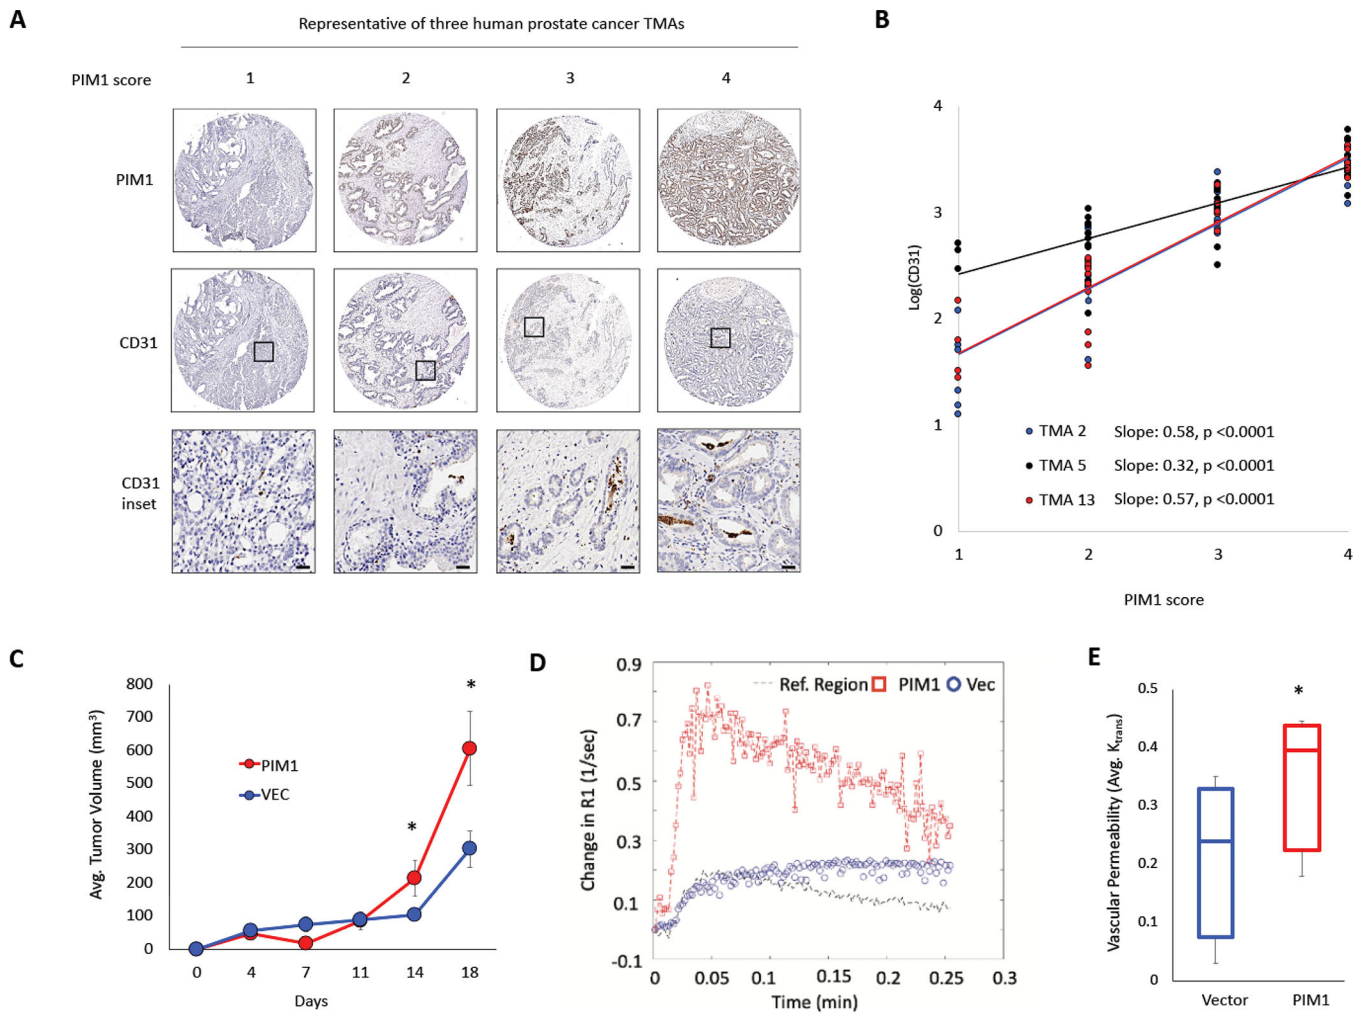 A
Representative of three human prostate cancer TMAs
PIM1 score
1
2
3
4
PIM1
CD31
CD31
inset
B
4
3
2
1
0
Log(CD31)
TMA 2 Slope: 0.58, p <0.0001
TMA 5 Slope: 0.32, p <0.0001
TMA 13 Slope: 0.57, p <0.0001
1
2
3
4
PIM1 score
C
800
700
600
500
400
300
200
100
0
Avg. Tumor Volume (mm³)
*
*
PIM1
VEC
0
4
7
11
14
18
Days
D
0.9
0.7
0.5
0.3
0.1
-0.1
Change in R1 (1/sec)
Ref. Region PIM1 Vec
0
0.05
0.1
0.15
0.2
0.25
0.3
Time (min)
E
0.5
0.4
0.3
0.2
0.1
0
Vascular Permeability (Avg. Ktrans)
*
Vector
PIM1